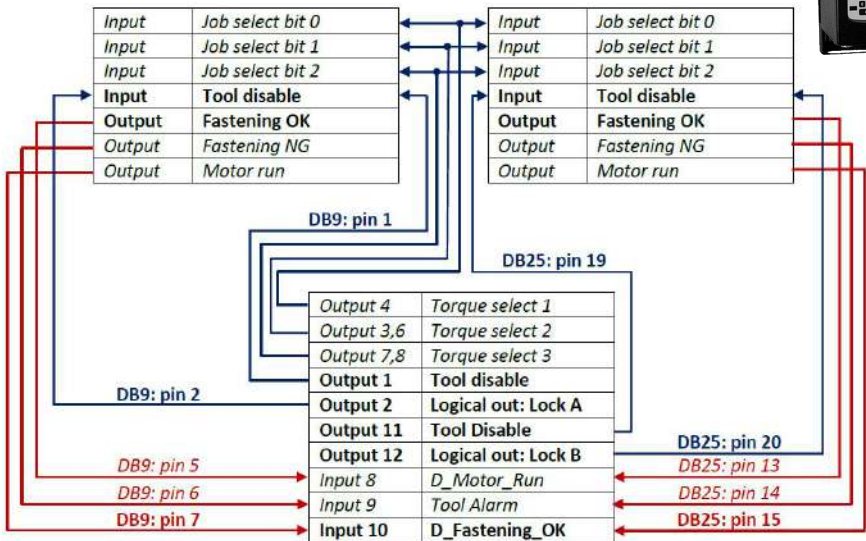 Input Job select bit 0
Input Job select bit 1
Input Job select bit 2
Input Tool disable
Output Fastening OK
Output Fastening NG
Output Motor run
Input Job select bit 0
Input Job select bit 1
Input Job select bit 2
Input Tool disable
Output Fastening OK
Output Fastening NG
Output Motor run
DB9: pin 1
DB25: pin 19
Output 4 Torque select 1
Output 3,6 Torque select 2
Output 7,8 Torque select 3
Output 1 Tool disable
Output 2 Logical out: Lock A
Output 11 Tool Disable
Output 12 Logical out: Lock B
Input 8 D_Motor_Run
Input 9 Tool Alarm
Input 10 D_Fastening_OK
DB9: pin 2
DB9: pin 5
DB9: pin 6
DB9: pin 7
DB25: pin 20
DB25: pin 13
DB25: pin 14
DB25: pin 15